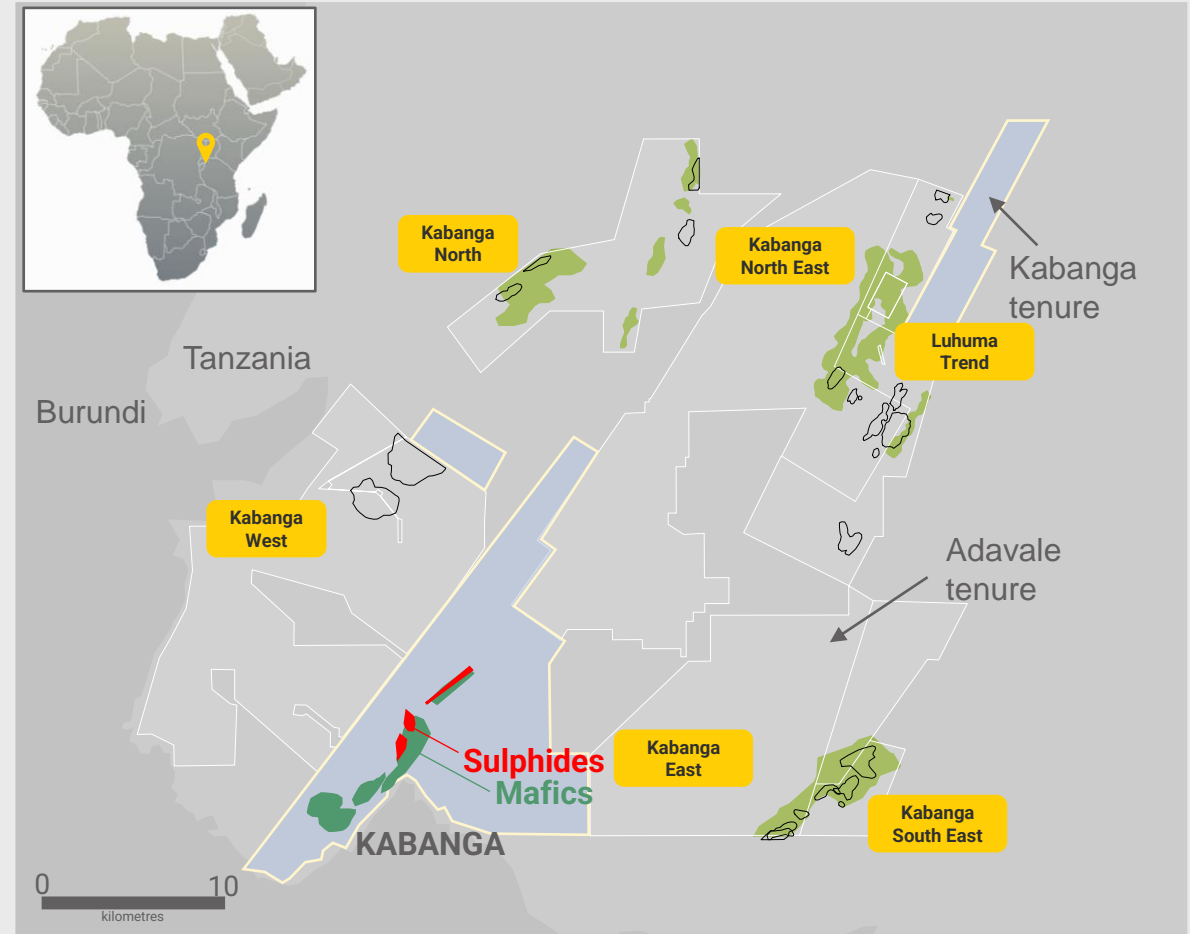 Kabanga
North
Kabanga
North East
Kabanga
tenure
Luhuma
Trend
Tanzania
Burundi
Kabanga
West
Adavale
tenure
Sulphides
Mafics
Kabanga
East
Kabanga
South East
KABANGA
0 10
kilometres